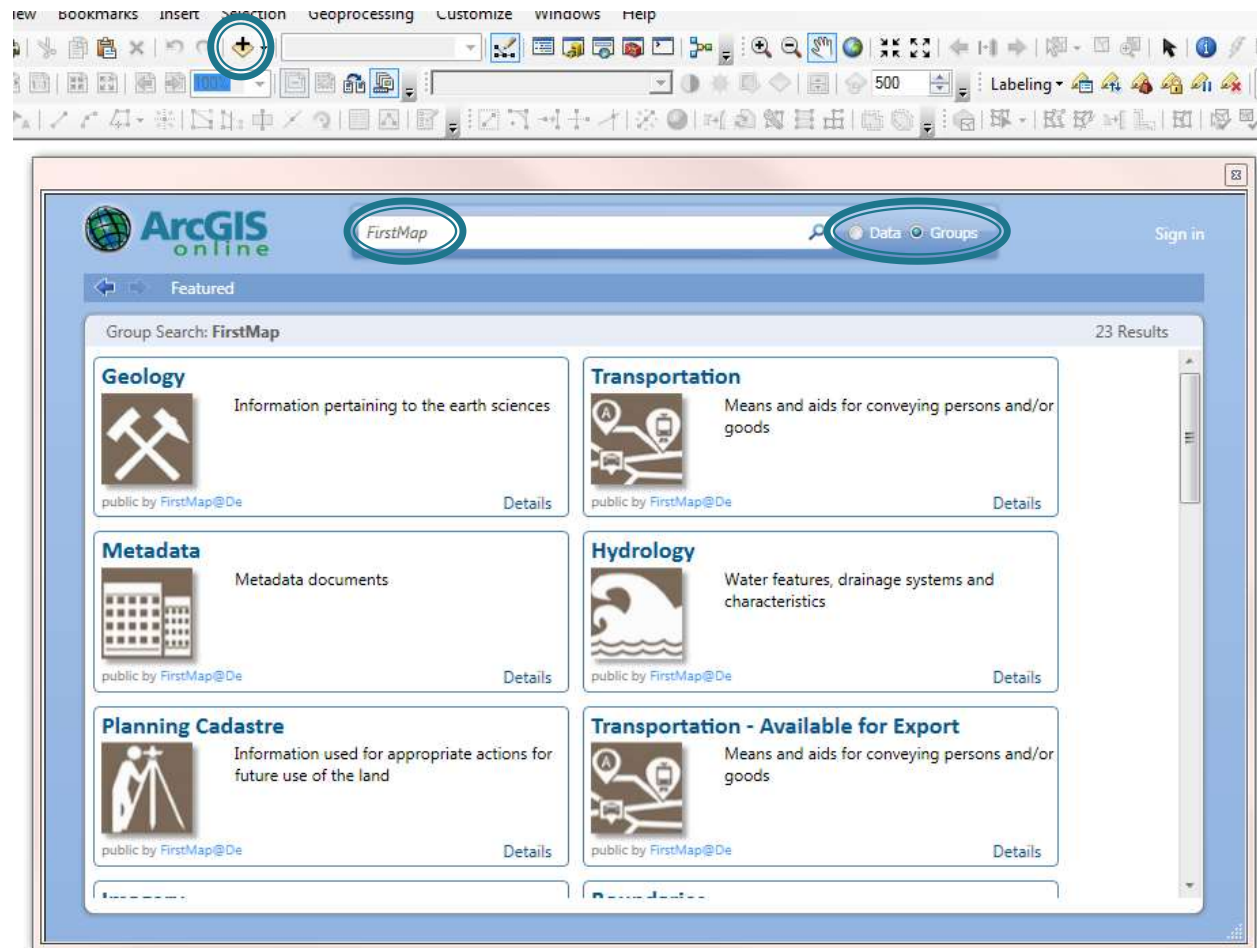 iew Bookmarks Insert Selection Geoprocessing Customize Windows Help
100%
500 Labeling
ArcGIS
online
FirstMap
Data Groups
Sign in
Featured
Group Search: FirstMap
23 Results
Geology
Information pertaining to the earth sciences
public by FirstMap@De
Details
Transportation
Means and aids for conveying persons and/or
goods
public by FirstMap@De
Details
Metadata
Metadata documents
public by FirstMap@De
Details
Hydrology
Water features, drainage systems and
characteristics
public by FirstMap@De
Details
Planning Cadastre
Information used for appropriate actions for
future use of the land
public by FirstMap@De
Details
Transportation - Available for Export
Means and aids for conveying persons and/or
goods
public by FirstMap@De
Details
Imagery
Boundaries